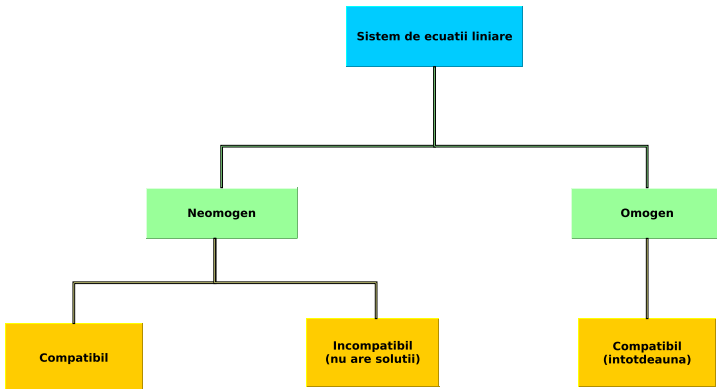 Sistem de ecuatii liniare
Neomogen
Omogen
Compatibil
Incompatibil
(nu are solutii)
Compatibil
(intotdeauna)